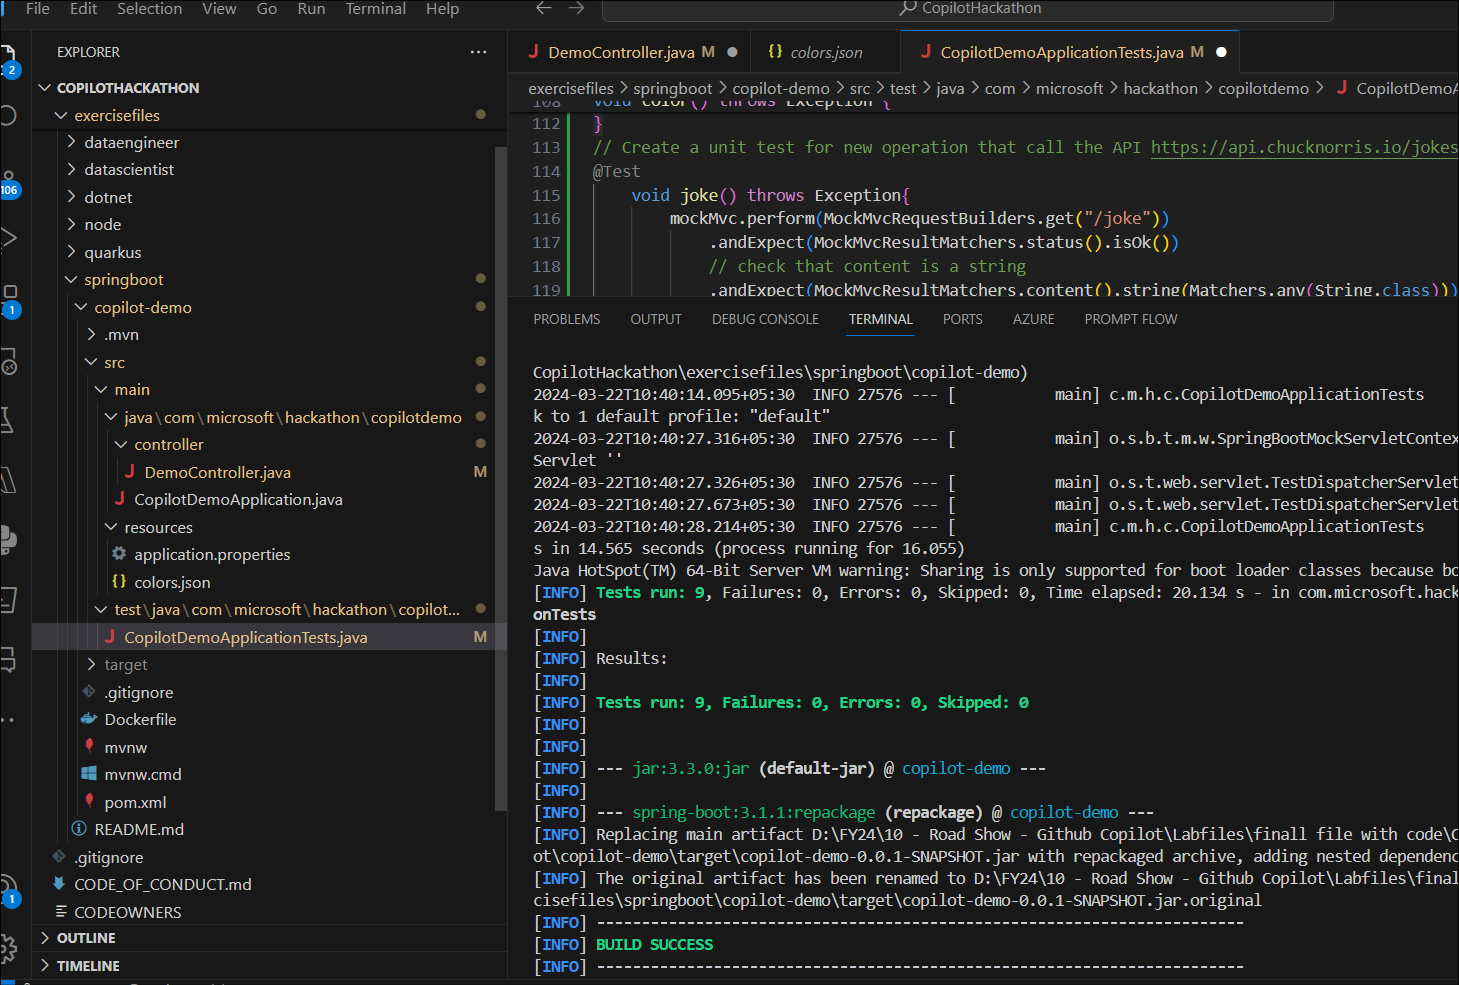 File Edit Selection View Go Run Terminal Help
CopilotHackathon
EXPLORER
COPILOTHACKATHON
exercisefiles
dataengineer
datascientist
dotnet
node
quarkus
springboot
copilot-demo
.mvn
src
main
java\com\microsoft\hackathon\copilotdemo
controller
DemoController.java M
CopilotDemoApplication.java
resources
application.properties
colors.json
test\java\com\microsoft\hackathon\copilot...
CopilotDemoApplicationTests.java M
target
.gitignore
Dockerfile
mvnw
mvnw.cmd
pom.xml
README.md
.gitignore
CODE_OF_CONDUCT.md
CODEOWNERS
OUTLINE
TIMELINE
2
106
1
1
DemoController.java M
colors.json
CopilotDemoApplicationTests.java M
exercisefiles > springboot > copilot-demo > src > test > java > com > microsoft > hackathon > copilotdemo > CopilotDemoA
108 void color() throws Exception {
112 }
113 // Create a unit test for new operation that call the API https://api.chucknorris.io/jokes
114 @Test
115 void joke() throws Exception{
116 mockMvc.perform(MockMvcRequestBuilders.get("/joke"))
117 .andExpect(MockMvcResultMatchers.status().isOk())
118 // check that content is a string
119 .andExpect(MockMvcResultMatchers.content().string(Matchers.any(String.class)))
PROBLEMS OUTPUT DEBUG CONSOLE TERMINAL PORTS AZURE PROMPT FLOW
CopilotHackathon\exercisefiles\springboot\copilot-demo)
2024-03-22T10:40:14.095+05:30 INFO 27576 --- [ main] c.m.h.c.CopilotDemoApplicationTests
k to 1 default profile: "default"
2024-03-22T10:40:27.316+05:30 INFO 27576 --- [ main] o.s.b.t.m.w.SpringBootMockServletContex
Servlet ''
2024-03-22T10:40:27.326+05:30 INFO 27576 --- [ main] o.s.t.web.servlet.TestDispatcherServlet
2024-03-22T10:40:27.673+05:30 INFO 27576 --- [ main] o.s.t.web.servlet.TestDispatcherServlet
2024-03-22T10:40:28.214+05:30 INFO 27576 --- [ main] c.m.h.c.CopilotDemoApplicationTests
s in 14.565 seconds (process running for 16.055)
Java HotSpot(TM) 64-Bit Server VM warning: Sharing is only supported for boot loader classes because bo
[INFO] Tests run: 9, Failures: 0, Errors: 0, Skipped: 0, Time elapsed: 20.134 s - in com.microsoft.hack
onTests
[INFO]
[INFO] Results:
[INFO]
[INFO] Tests run: 9, Failures: 0, Errors: 0, Skipped: 0
[INFO]
[INFO]
[INFO] --- jar:3.3.0:jar (default-jar) @ copilot-demo ---
[INFO]
[INFO] --- spring-boot:3.1.1:repackage (repackage) @ copilot-demo ---
[INFO] Replacing main artifact D:\FY24\10 - Road Show - Github Copilot\Labfiles\finall file with code\C
ot\copilot-demo\target\copilot-demo-0.0.1-SNAPSHOT.jar with repackaged archive, adding nested dependenc
[INFO] The original artifact has been renamed to D:\FY24\10 - Road Show - Github Copilot\Labfiles\final
cisefiles\springboot\copilot-demo\target\copilot-demo-0.0.1-SNAPSHOT.jar.original
[INFO] ------------------------------------------------------------------------
[INFO] BUILD SUCCESS
[INFO] ------------------------------------------------------------------------